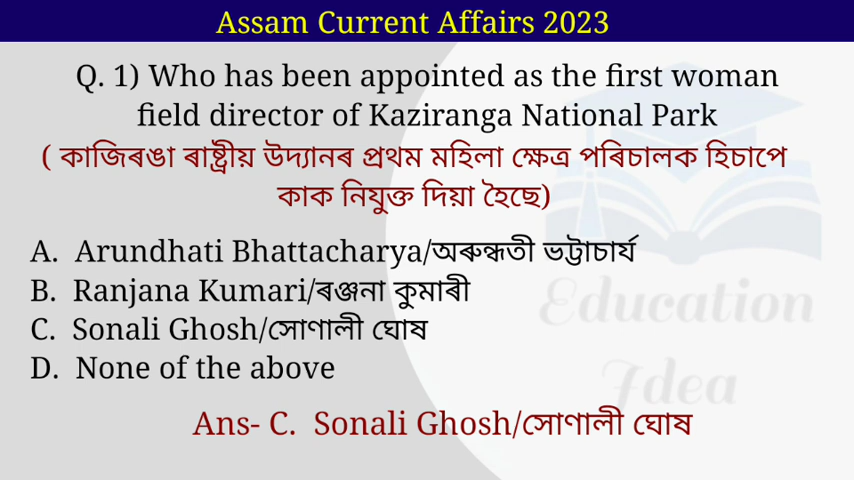 Assam Current Affairs 2023
Q. 1) Who has been appointed as the first woman
field director of Kaziranga National Park
( কাজিৰঙা ৰাষ্ট্ৰীয় উদ্যানৰ প্ৰথম মহিলা ক্ষেত্ৰ পৰিচালক হিচাপে
কাক নিযুক্ত দিয়া হৈছে)
A. Arundhati Bhattacharya/অৰুন্ধতী ভট্টাচাৰ্য
B. Ranjana Kumari/ৰঞ্জনা কুমাৰী
C. Sonali Ghosh/সোণালী ঘোষ
D. None of the above
Ans- C. Sonali Ghosh/সোণালী ঘোষ
Education
Idea